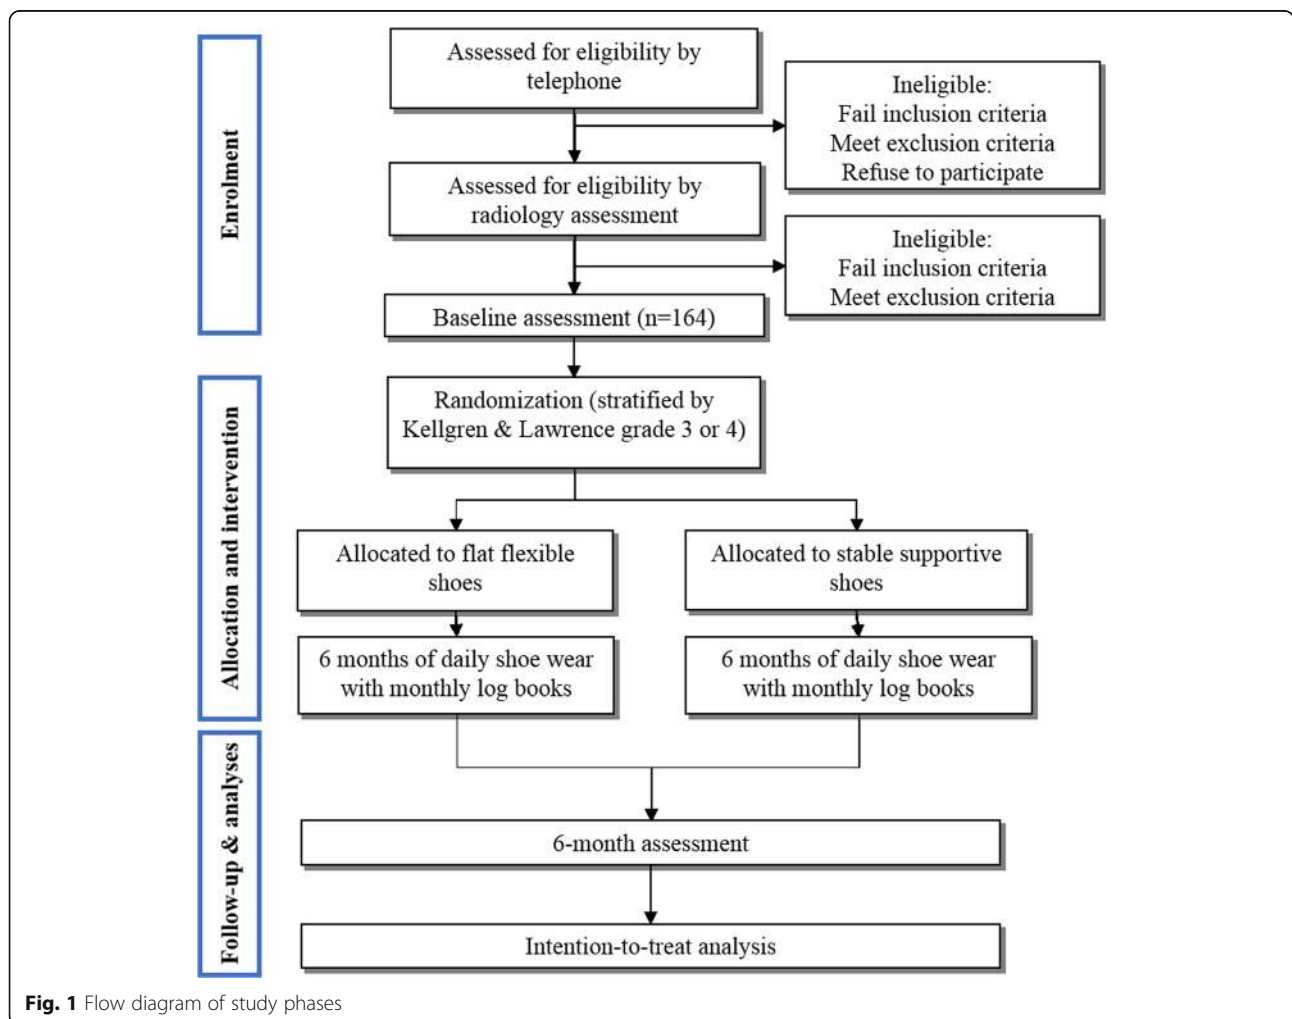 Enrolment
Assessed for eligibility by
telephone
Ineligible:
Fail inclusion criteria
Meet exclusion criteria
Refuse to participate
Assessed for eligibility by
radiology assessment
Ineligible:
Fail inclusion criteria
Meet exclusion criteria
Baseline assessment (n=164)
Allocation and intervention
Randomization (stratified by
Kellgren & Lawrence grade 3 or 4)
Allocated to flat flexible
shoes
Allocated to stable supportive
shoes
6 months of daily shoe wear
with monthly log books
6 months of daily shoe wear
with monthly log books
Follow-up & analyses
6-month assessment
Intention-to-treat analysis
Fig. 1 Flow diagram of study phases